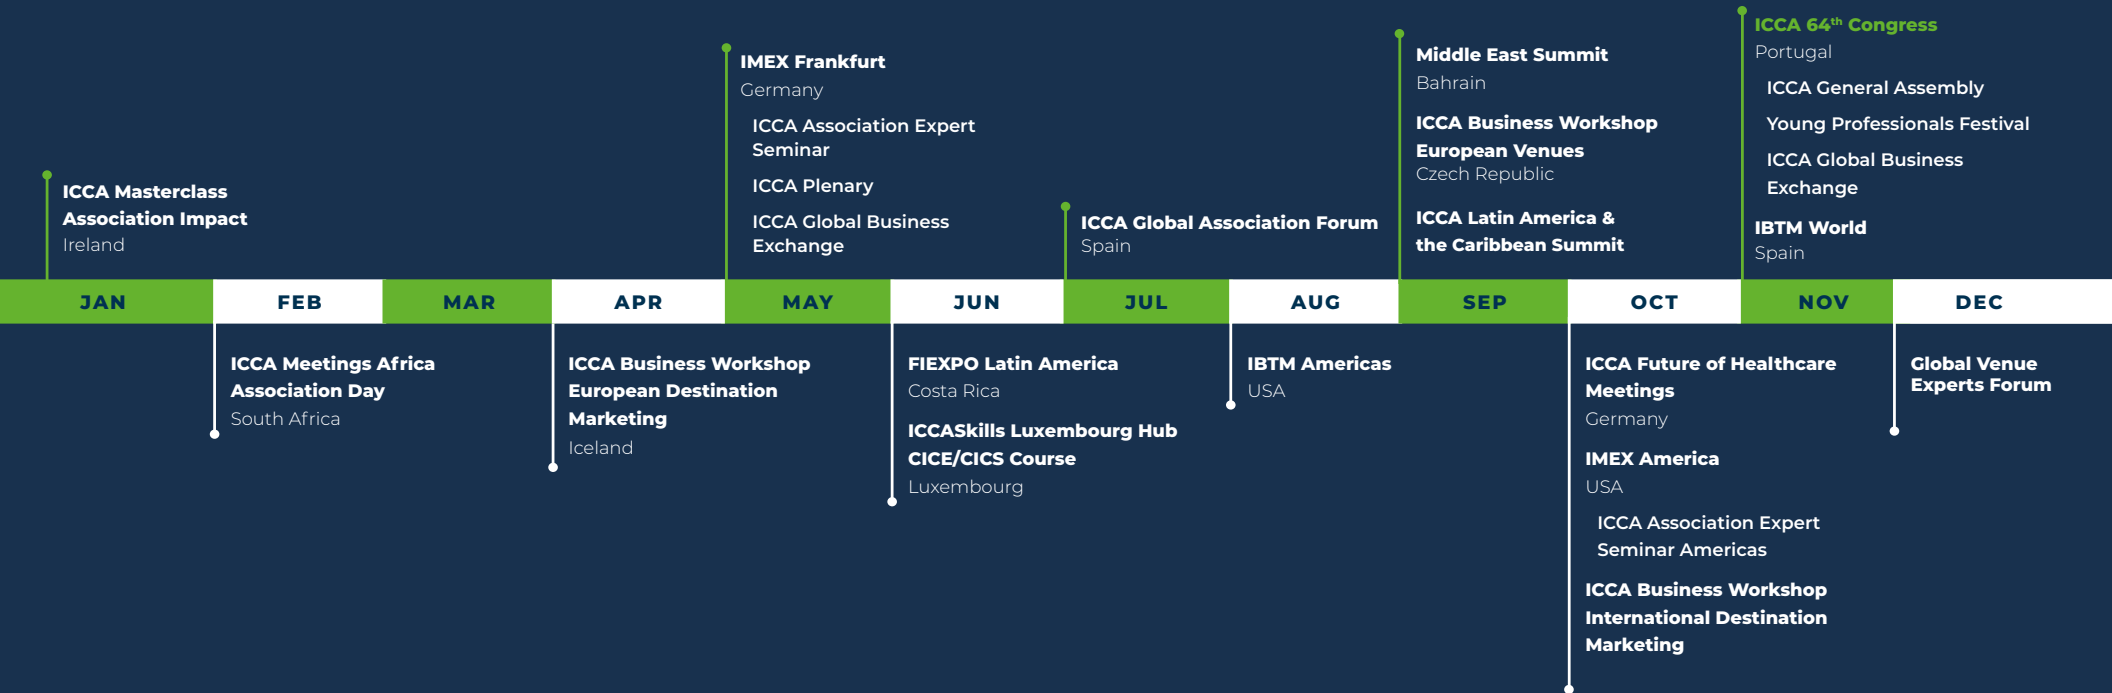 ICCA Masterclass
Association Impact
Ireland
IMEX Frankfurt
Germany
ICCA Association Expert
Seminar
ICCA Plenary
ICCA Global Business
Exchange
ICCA Global Association Forum
Spain
Middle East Summit
Bahrain
ICCA Business Workshop
European Venues
Czech Republic
ICCA Latin America &
the Caribbean Summit
ICCA 64th Congress
Portugal
ICCA General Assembly
Young Professionals Festival
ICCA Global Business
Exchange
IBTM World
Spain
JAN FEB MAR APR MAY JUN JUL AUG SEP OCT NOV DEC
ICCA Meetings Africa
Association Day
South Africa
ICCA Business Workshop
European Destination
Marketing
Iceland
FIEXPO Latin America
Costa Rica
ICCASkills Luxembourg Hub
CICE/CICS Course
Luxembourg
IBTM Americas
USA
ICCA Future of Healthcare
Meetings
Germany
IMEX America
USA
ICCA Association Expert
Seminar Americas
ICCA Business Workshop
International Destination
Marketing
Global Venue
Experts Forum